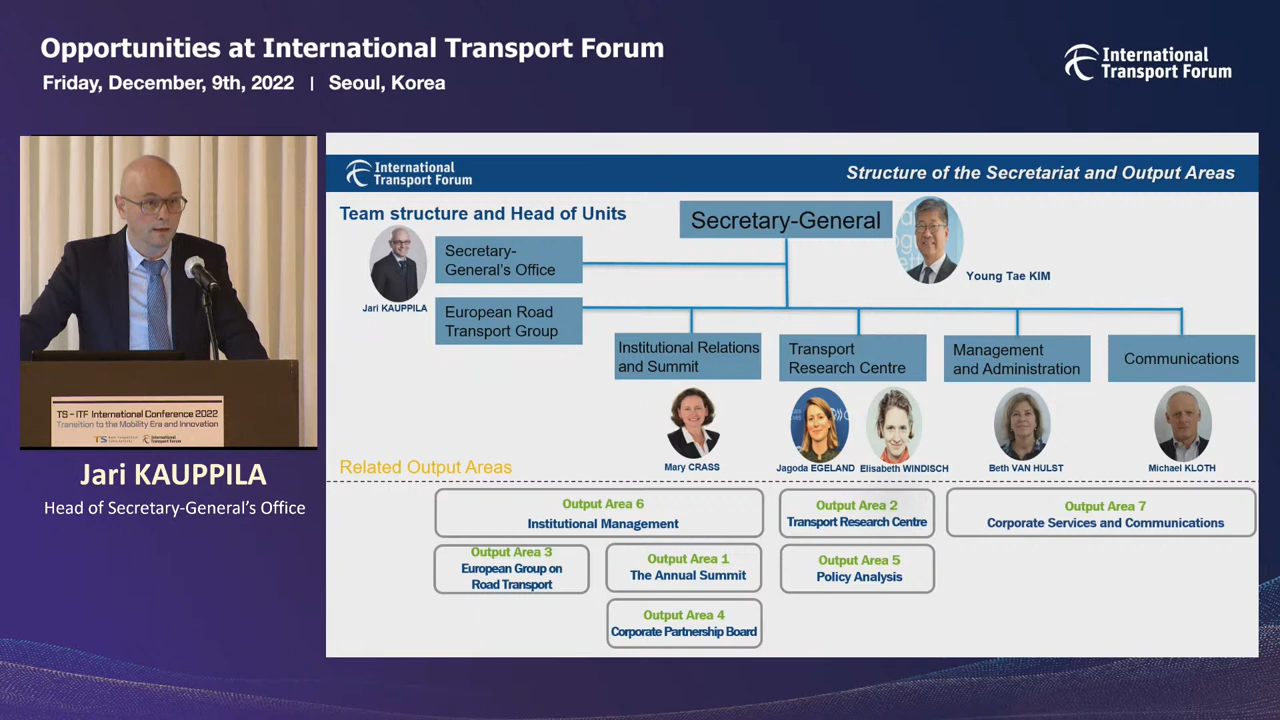 Opportunities at International Transport Forum
Friday, December, 9th, 2022 | Seoul, Korea
International
Transport Forum
International
Transport Forum
Structure of the Secretariat and Output Areas
Team structure and Head of Units
Secretary-General
Young Tae KIM
Secretary-
General's Office
Jari KAUPPILA
European Road
Transport Group
Institutional Relations
and Summit
Transport
Research Centre
Management
and Administration
Communications
Mary CRASS
Jagoda EGELAND
Elisabeth WINDISCH
Beth VAN HULST
Michael KLOTH
Related Output Areas
Output Area 6
Institutional Management
Output Area 2
Transport Research Centre
Output Area 7
Corporate Services and Communications
Output Area 3
European Group on
Road Transport
Output Area 1
The Annual Summit
Output Area 5
Policy Analysis
Output Area 4
Corporate Partnership Board
TS - ITF International Conference 2022
Transition to the Mobility Era and Innovation
TS
International
Transport Forum
Jari KAUPPILA
Head of Secretary-General's Office